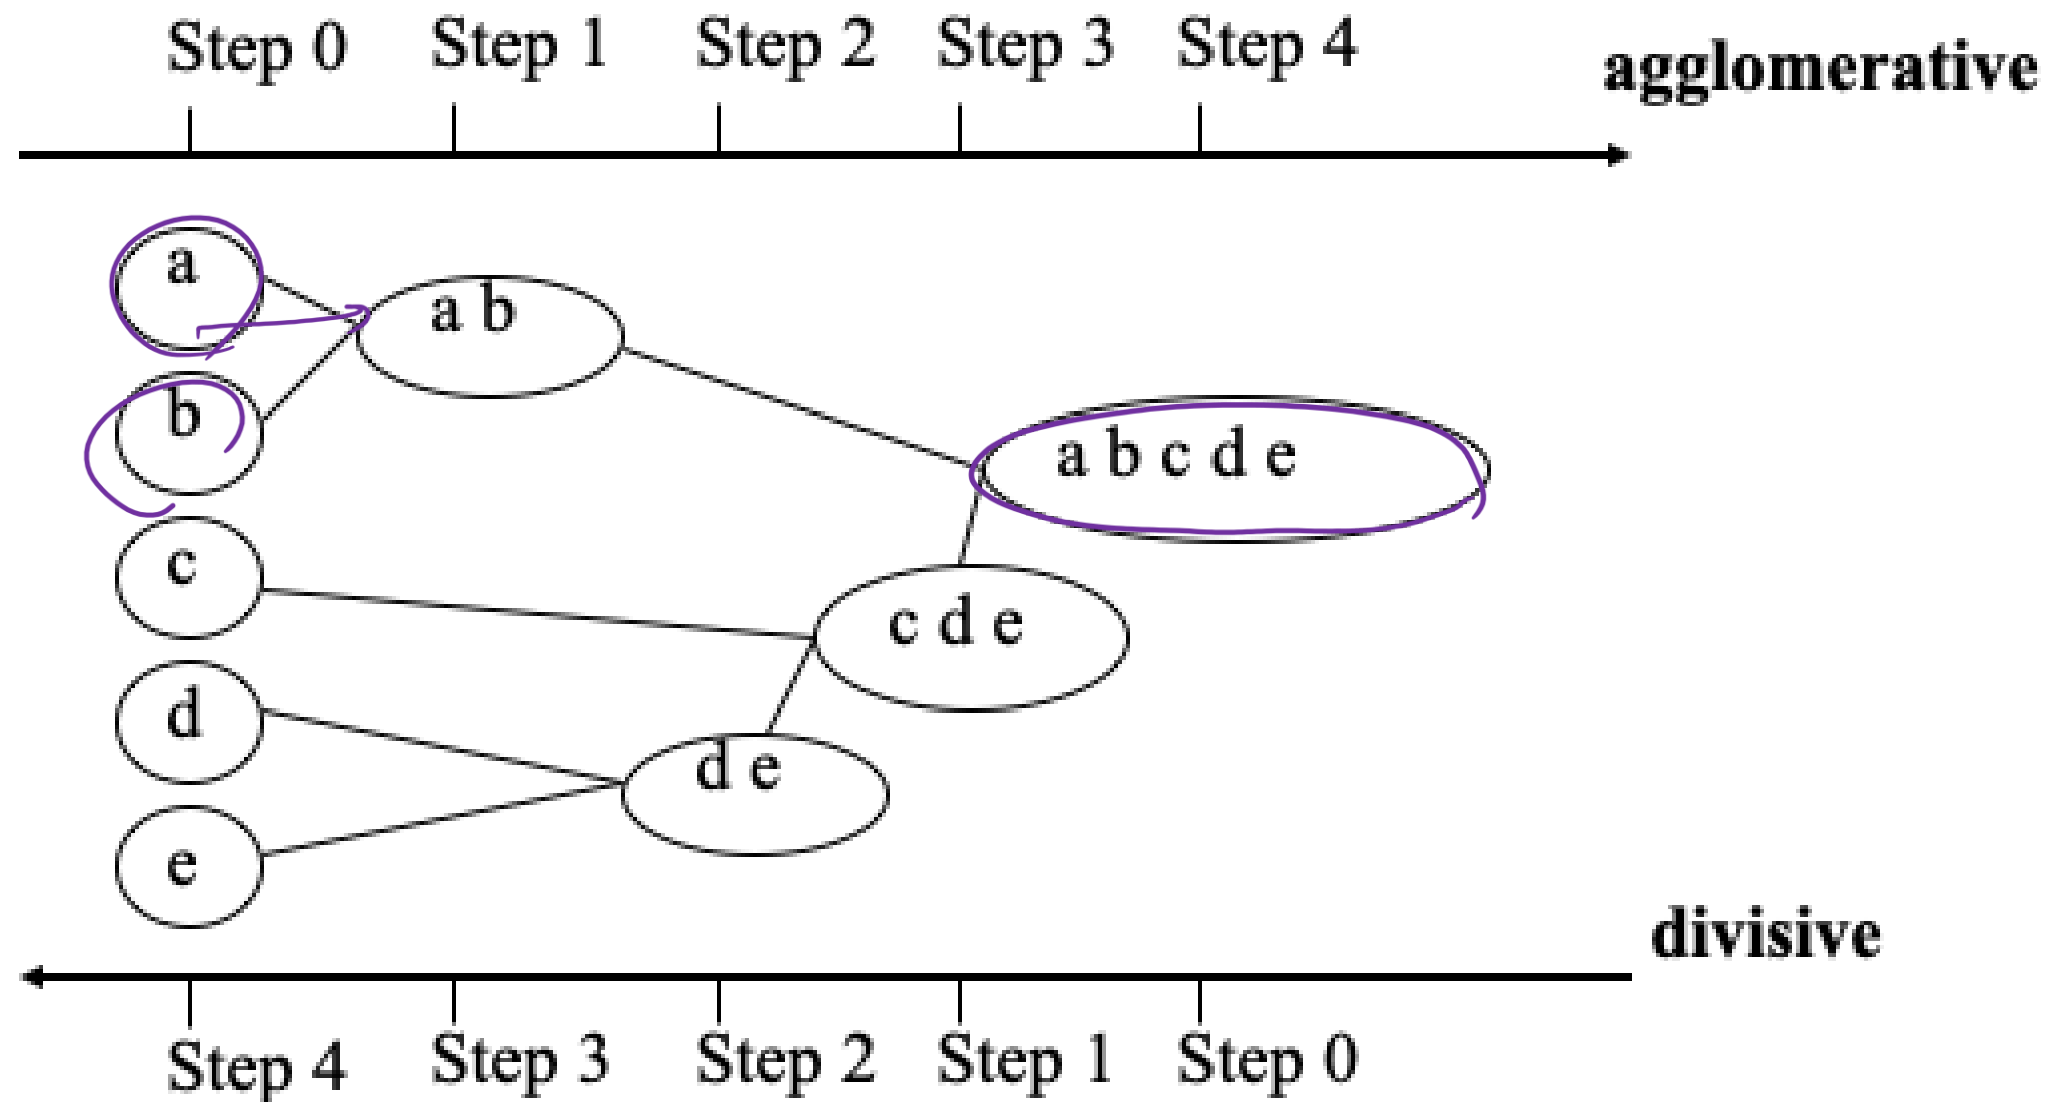 Step 0 Step 1 Step 2 Step 3 Step 4
agglomerative
a
a b
b
a b c d e
c
c d e
d
d e
e
divisive
Step 4 Step 3 Step 2 Step 1 Step 0